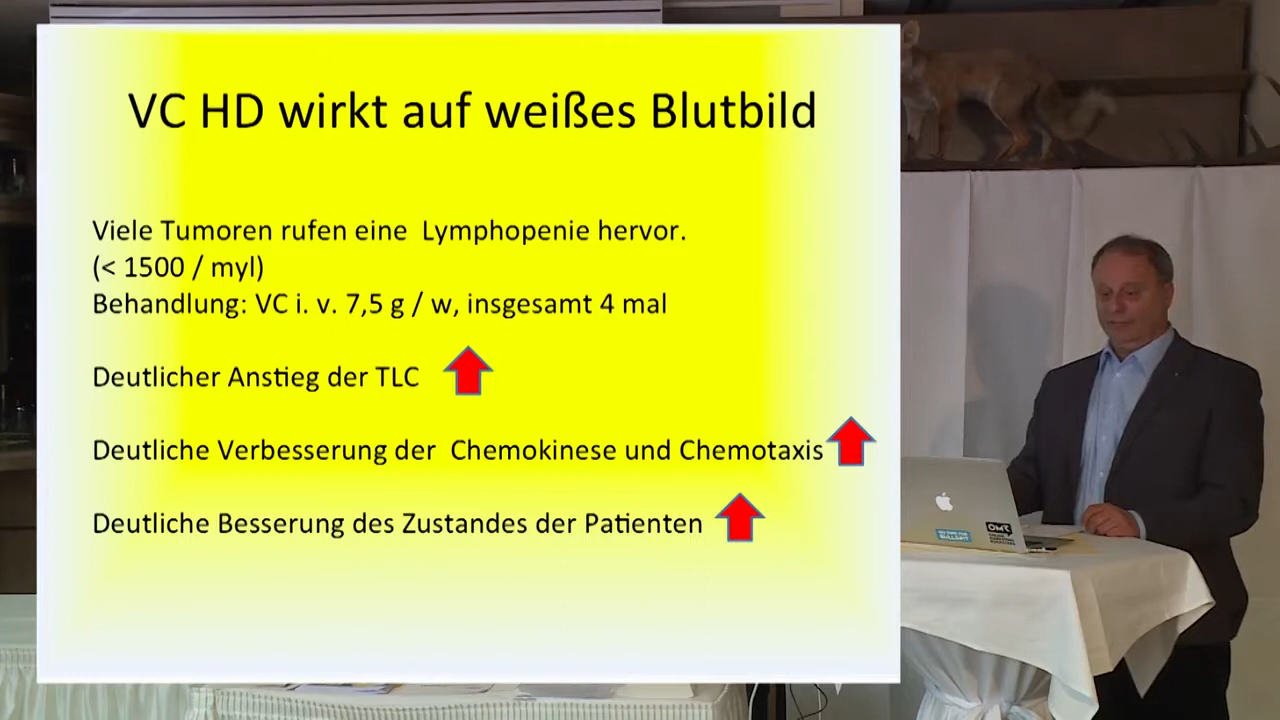 VC HD wirkt auf weißes Blutbild
Viele Tumoren rufen eine Lymphopenie hervor.
(< 1500 / myl)
Behandlung: VC i. v. 7,5 g / w, insgesamt 4 mal
Deutlicher Anstieg der TLC
Deutliche Verbesserung der Chemokinese und Chemotaxis
Deutliche Besserung des Zustandes der Patienten
OMR